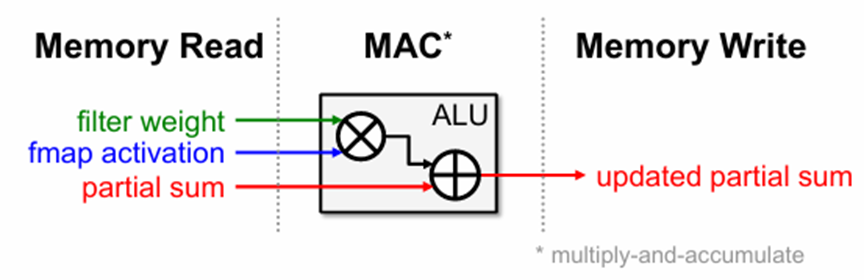 Memory Read
MAC*
Memory Write
ALU
filter weight
fmap activation
partial sum
updated partial sum
* multiply-and-accumulate